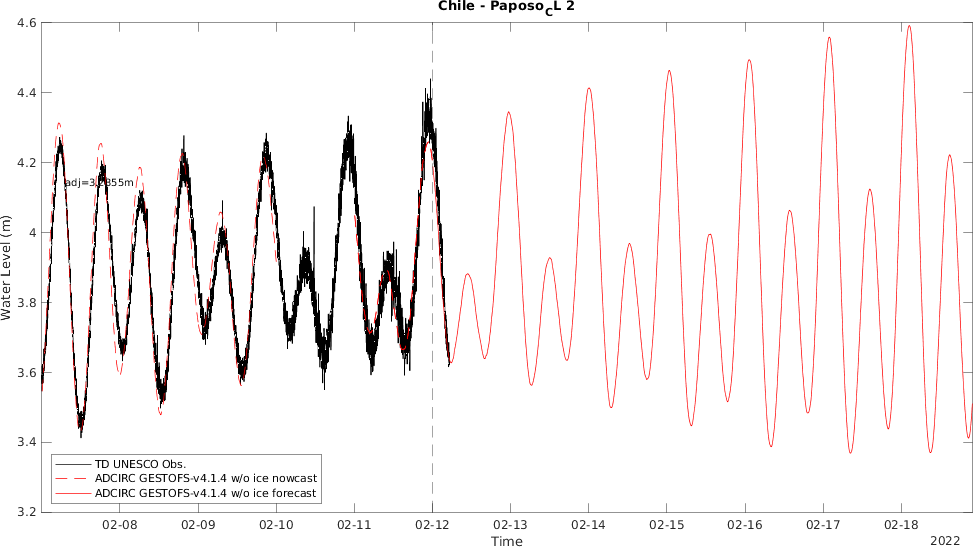 Chile - Paposo_CL 2
4.6
4.4
4.2
4
3.8
3.6
3.4
3.2
Water Level (m)
TD UNESCO Obs.
ADCIRC GESTOFS-v4.1.4 w/o ice nowcast
ADCIRC GESTOFS-v4.1.4 w/o ice forecast
02-08 02-09 02-10 02-11 02-12 02-13 02-14 02-15 02-16 02-17 02-18
Time
2022